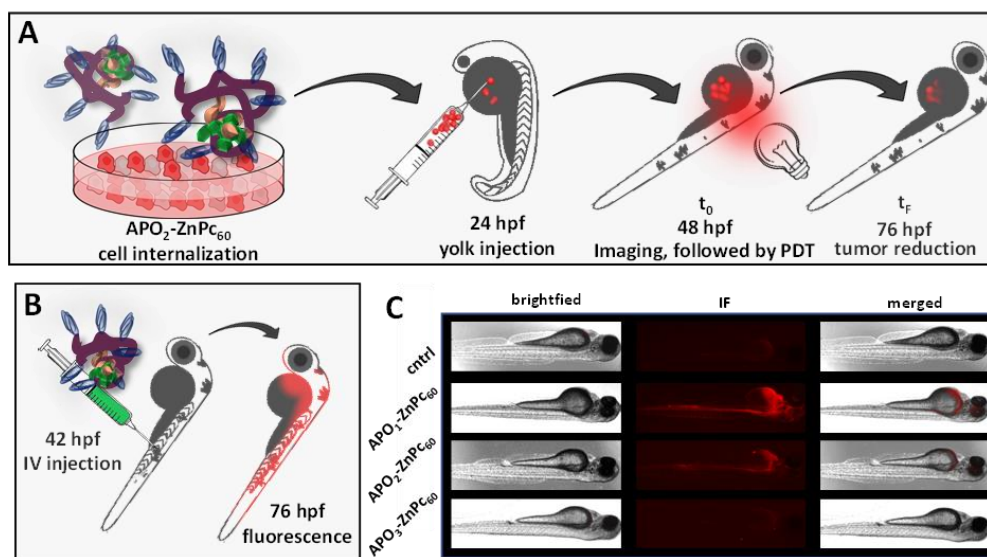 A
APO2-ZnPc60
cell internalization
24 hpf
yolk injection
t0
48 hpf
Imaging, followed by PDT
tF
76 hpf
tumor reduction
B
42 hpf
IV injection
76 hpf
fluorescence
C
brightfied
IF
merged
cntrl
APO1-ZnPc60
APO2-ZnPc60
APO3-ZnPc60